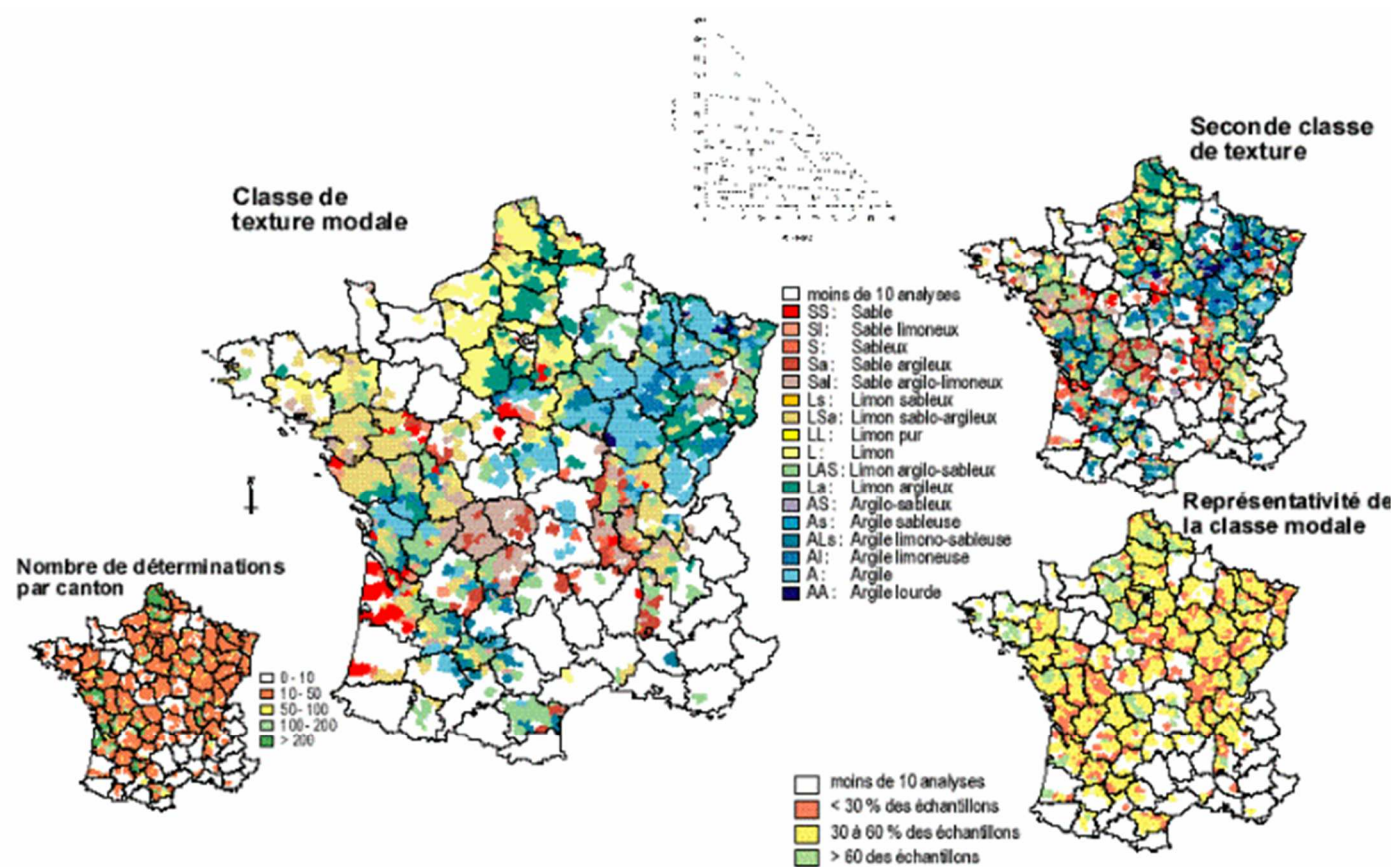 Classe de
texture modale
Seconde classe
de texture
moins de 10 analyses
SS : Sable
Sl : Sable limoneux
S : Sableux
Sa : Sable argileux
Sal : Sable argilo-limoneux
Ls : Limon sableux
LSa : Limon sablo-argileux
LL : Limon pur
L : Limon
LAS : Limon argilo-sableux
La : Limon argileux
AS : Argilo-sableux
As : Argile sableuse
ALs : Argile limono-sableuse
Al : Argile limoneuse
A : Argile
AA : Argile lourde
Représentativité de
la classe modale
Nombre de déterminations
par canton
0 - 10
10 - 50
50 - 100
100 - 200
> 200
moins de 10 analyses
< 30 % des échantillons
30 à 60 % des échantillons
> 60 des échantillons